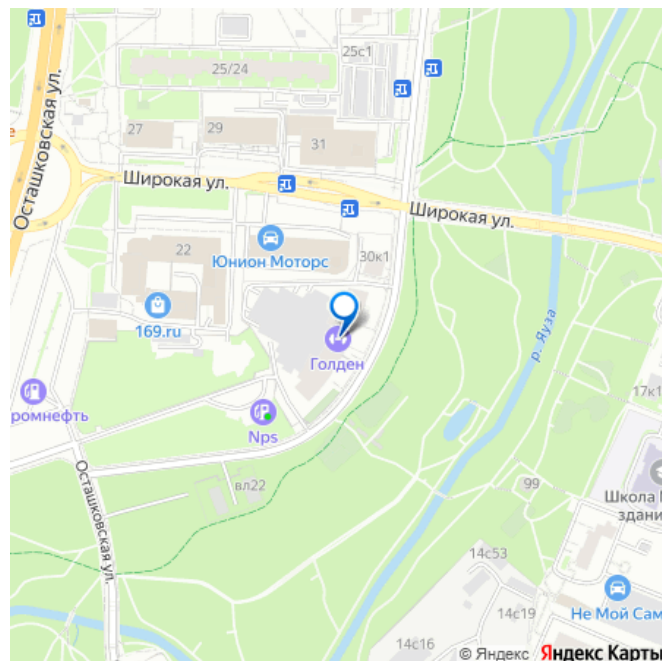 25с1
25/24
Осташковская ул.
27
29
31
е
Широкая ул.
Широкая ул.
22
Юнион Моторс
30к1
169.ru
р. Яуза
Голден
ромнефть
Nps
17к1
Осташковская ул.
вл22
99
Школа
здани
14с53
14с19
Не Мой Сам
14с16
© Яндекс Яндекс Карты